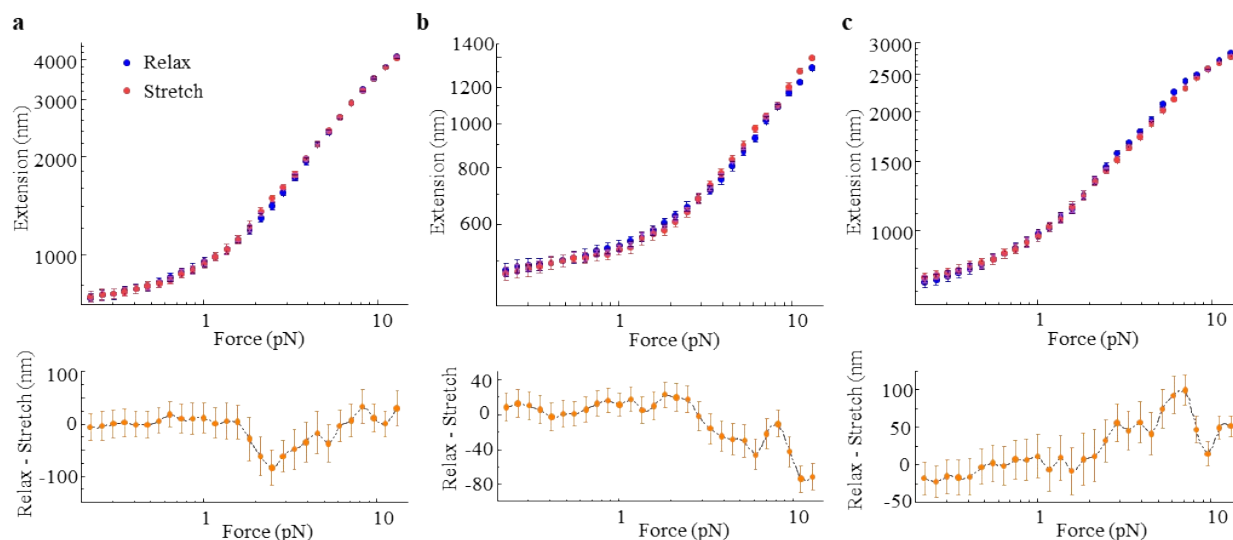 a
4000
3000
2000
1000
Extension (nm)
Relax
Stretch
1
10
Force (pN)
b
1400
1200
1000
800
600
Extension (nm)
1
10
Force (pN)
c
3000
2500
2000
1500
1000
Extension (nm)
1
10
Force (pN)
100
0
-100
Relax - Stretch (nm)
1
10
Force (pN)
40
0
-40
-80
Relax - Stretch
1
10
Force (pN)
100
50
0
-50
Relax - Stretch (nm
1
10
Force (pN)